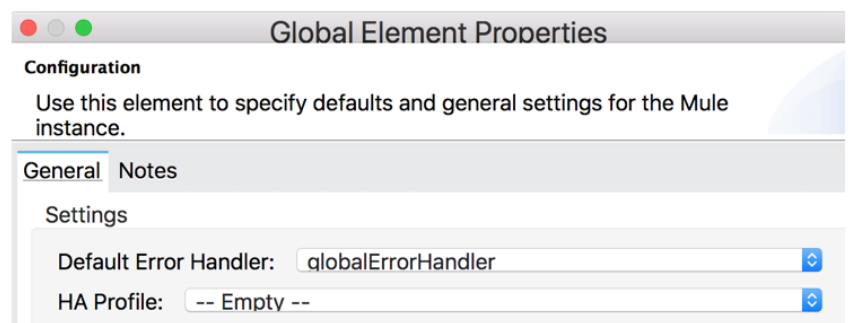 Global Element Properties
Configuration
Use this element to specify defaults and general settings for the Mule
instance.
General Notes
Settings
Default Error Handler: globalErrorHandler
HA Profile: -- Empty --